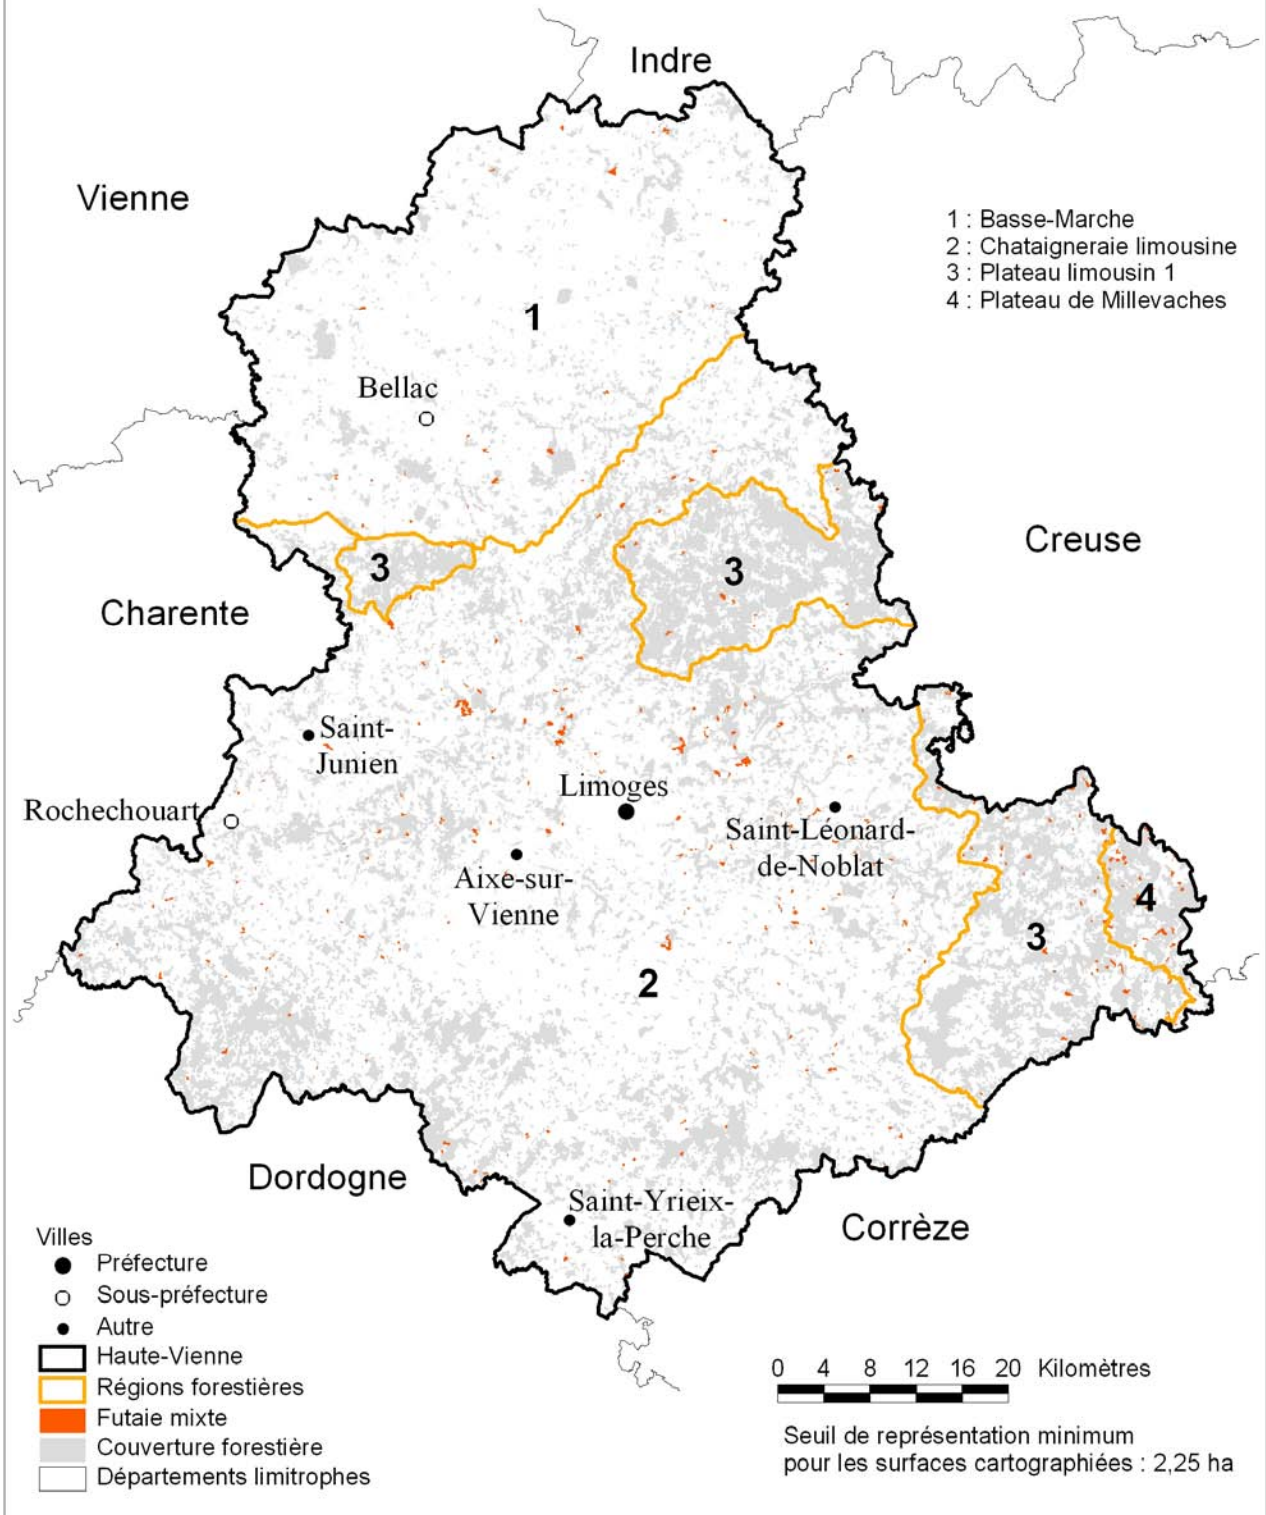 Indre
Vienne
1 : Basse-Marche
2 : Chataigneraie limousine
3 : Plateau limousin 1
4 : Plateau de Millevaches
1
Bellac
Creuse
3
3
Charente
Saint-
Junien
Limoges
Rochechouart
Saint-Léonard-
de-Noblat
Aixe-sur-
Vienne
4
3
2
Dordogne
Saint-Yrieix-
la-Perche
Corrèze
Villes
Préfecture
Sous-préfecture
Autre
Haute-Vienne
Régions forestières
Futaie mixte
Couverture forestière
Départements limitrophes
0 4 8 12 16 20 Kilomètres
Seuil de représentation minimum
pour les surfaces cartographiées : 2,25 ha